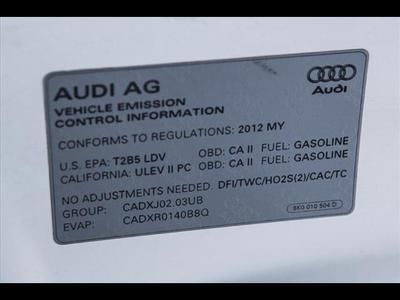 AUDI AG
Audi
VEHICLE EMISSION
CONTROL INFORMATION
CONFORMS TO REGULATIONS: 2012 MY
U.S. EPA: T2B5 LDV OBD: CA II FUEL: GASOLINE
CALIFORNIA: ULEV II PC OBD: CA II FUEL: GASOLINE
NO ADJUSTMENTS NEEDED. DFI/TWC/HO2S(2)/CAC/TC
GROUP: CADXJ02.03UB
EVAP: CADXR0140B8Q
8K0 010 504 D